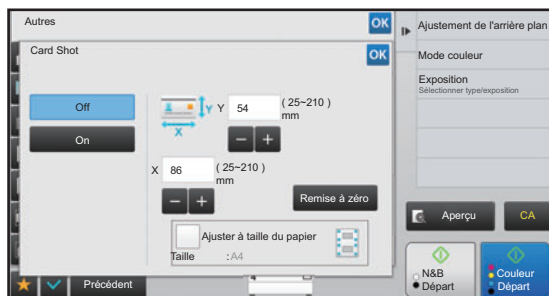 Autres
OK
Card Shot
OK
Off
On
Y
X
Y 54 ( 25~210 )
mm
X 86 ( 25~210 )
mm
Remise à zéro
Ajuster à taille du papier
Taille :A4
Précédent
Ajustement de l'arrière plan
Mode couleur
Exposition
Sélectionner type/exposition
Aperçu
CA
N&B
Départ
Couleur
Départ